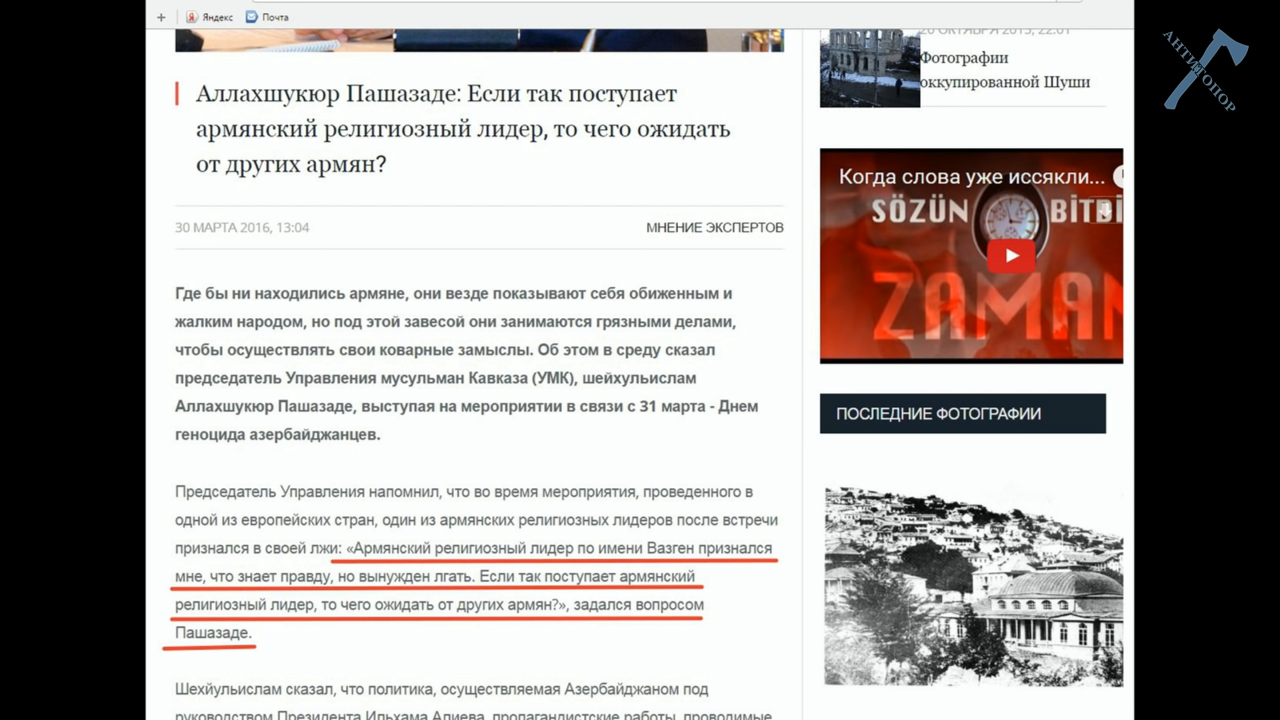 Яндекс
Почта
Аллахшукюр Пашазаде: Если так поступает
армянский религиозный лидер, то чего ожидать
от других армян?
30 МАРТА 2016, 13:04
МНЕНИЕ ЭКСПЕРТОВ
Где бы ни находились армяне, они везде показывают себя обиженным и
жалким народом, но под этой завесой они занимаются грязными делами,
чтобы осуществлять свои коварные замыслы. Об этом в среду сказал
председатель Управления мусульман Кавказа (УМК), шейхульислам
Аллахшукюр Пашазаде, выступая на мероприятии в связи с 31 марта - Днем
геноцида азербайджанцев.
Председатель Управления напомнил, что во время мероприятия, проведенного в
одной из европейских стран, один из армянских религиозных лидеров после встречи
признался в своей лжи: «Армянский религиозный лидер по имени Вазген признался
мне, что знает правду, но вынужден лгать. Если так поступает армянский
религиозный лидер, то чего ожидать от других армян?», задался вопросом
Пашазаде.
Шехйульислам сказал, что политика, осуществляемая Азербайджаном под
руководством Президента Ильхама Алиева, пропагандистские работы, проводимые
20 ОКТЯБРЯ 2015, 22:01
Фотографии
оккупированной Шуши
Когда слова уже иссякли...
SÖZÜN BİTDİ
ZAMAN
ПОСЛЕДНИЕ ФОТОГРАФИИ
АНТИТОПОР